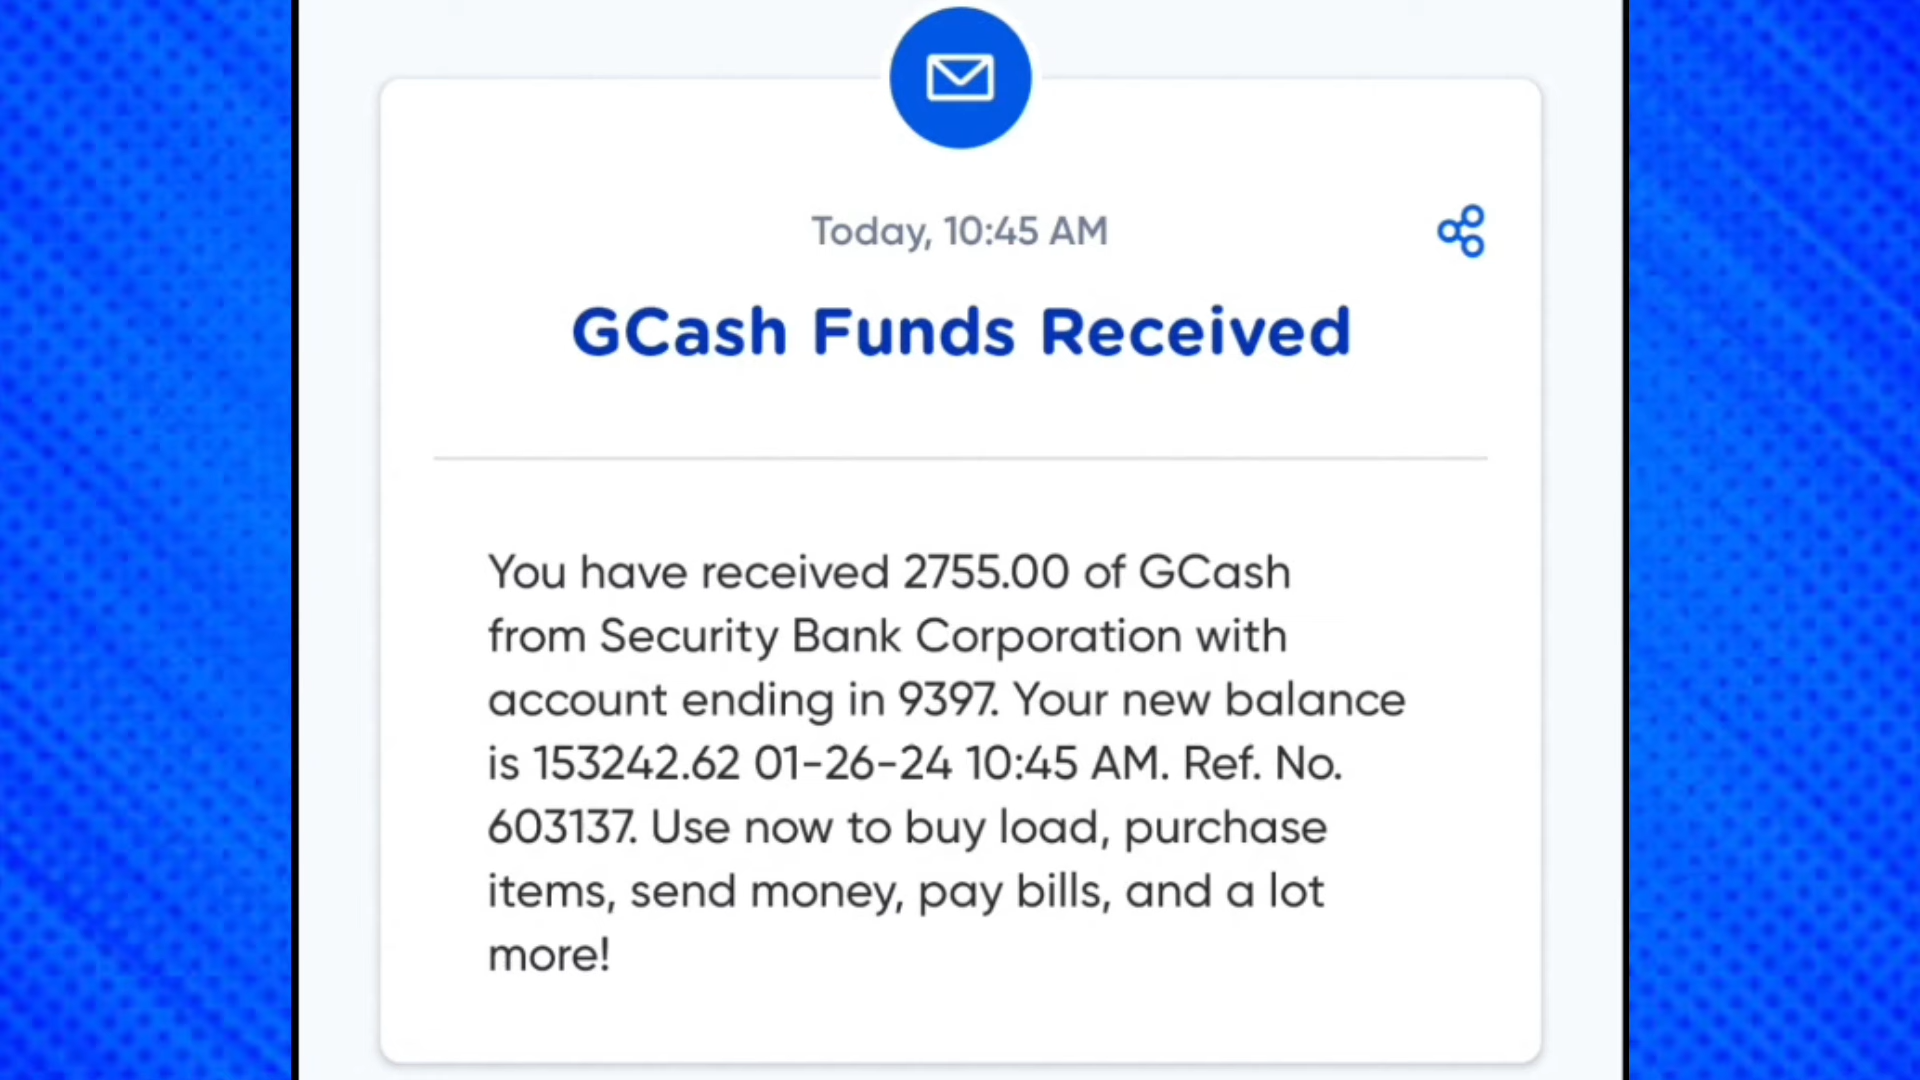 Today, 10:45 AM
GCash Funds Received
You have received 2755.00 of GCash
from Security Bank Corporation with
account ending in 9397. Your new balance
is 153242.62 01-26-24 10:45 AM. Ref. No.
603137. Use now to buy load, purchase
items, send money, pay bills, and a lot
more!